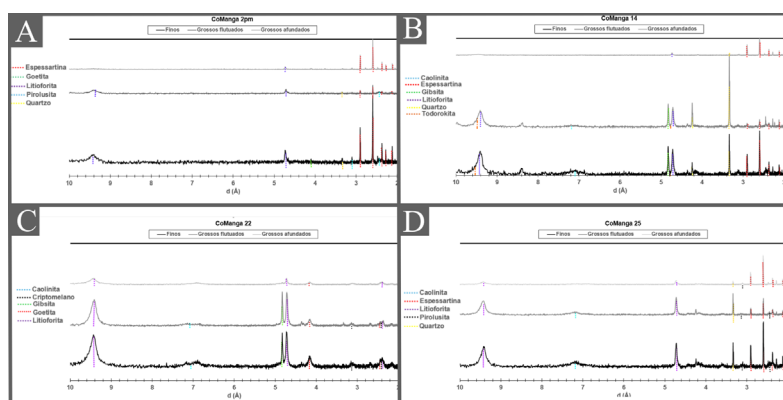 A
CoManga 2pm
Finos Grossos flutuados Grossos afundados
Espessartina
Goetita
Litioforita
Pirolusita
Quartzo
10 9 8 7 6 5 4 3 2
d (Å)
B
CoManga 14
Finos Grossos flutuados Grossos afundados
Caolinita
Espessartina
Gibsita
Litioforita
Quartzo
Todorokita
10 9 8 7 6 5 4 3
d (Å)
C
CoManga 22
Finos Grossos flutuados Grossos afundados
Caolinita
Criptomelano
Gibsita
Goetita
Litioforita
10 9 8 7 6 5 4 3 2
d (Å)
D
CoManga 25
Finos Grossos flutuados Grossos afundados
Caolinita
Espessartina
Litioforita
Pirolusita
Quartzo
10 9 8 7 6 5 4 3
d (Å)